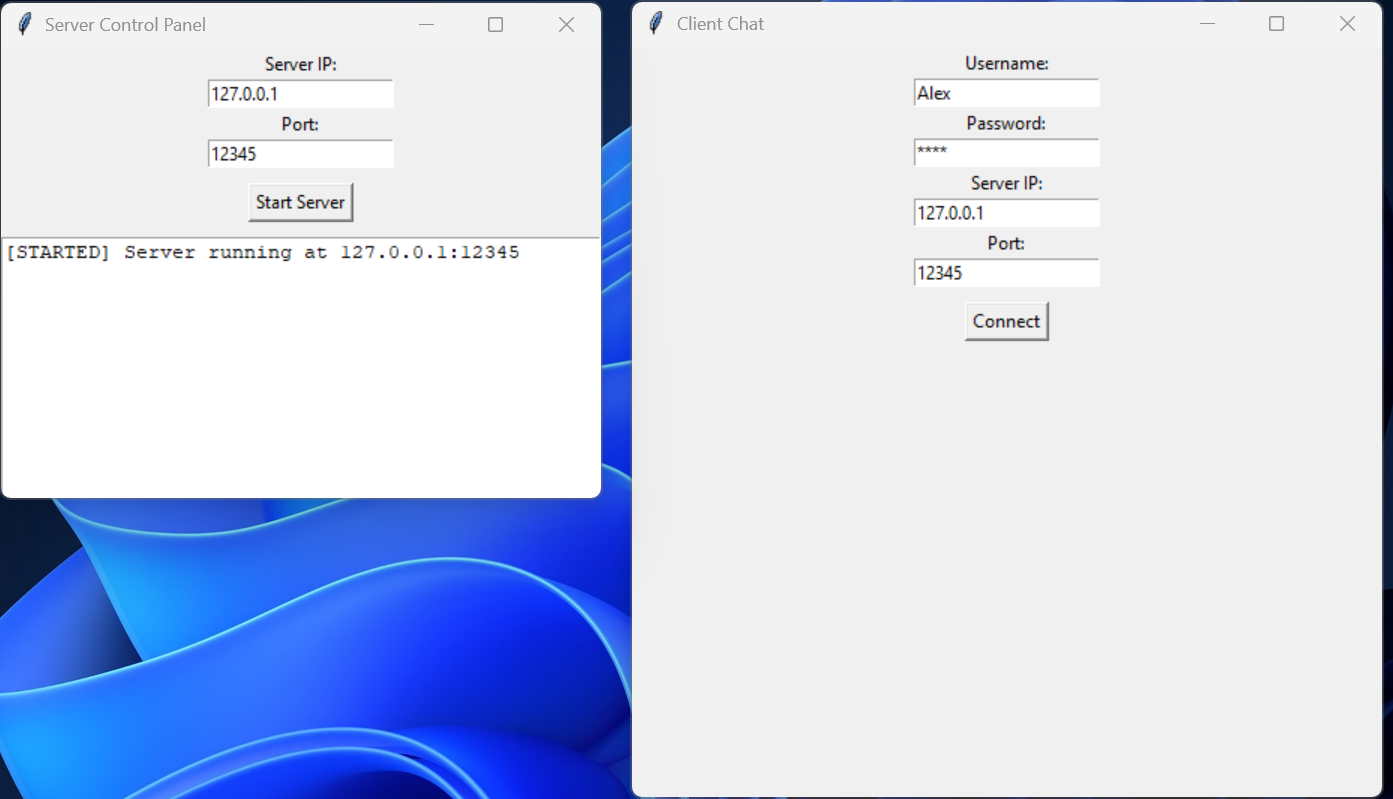 Server Control Panel
Server IP:
127.0.0.1
Port:
12345
Start Server
[STARTED] Server running at 127.0.0.1:12345
Client Chat
Username:
Alex
Password:
****
Server IP:
127.0.0.1
Port:
12345
Connect